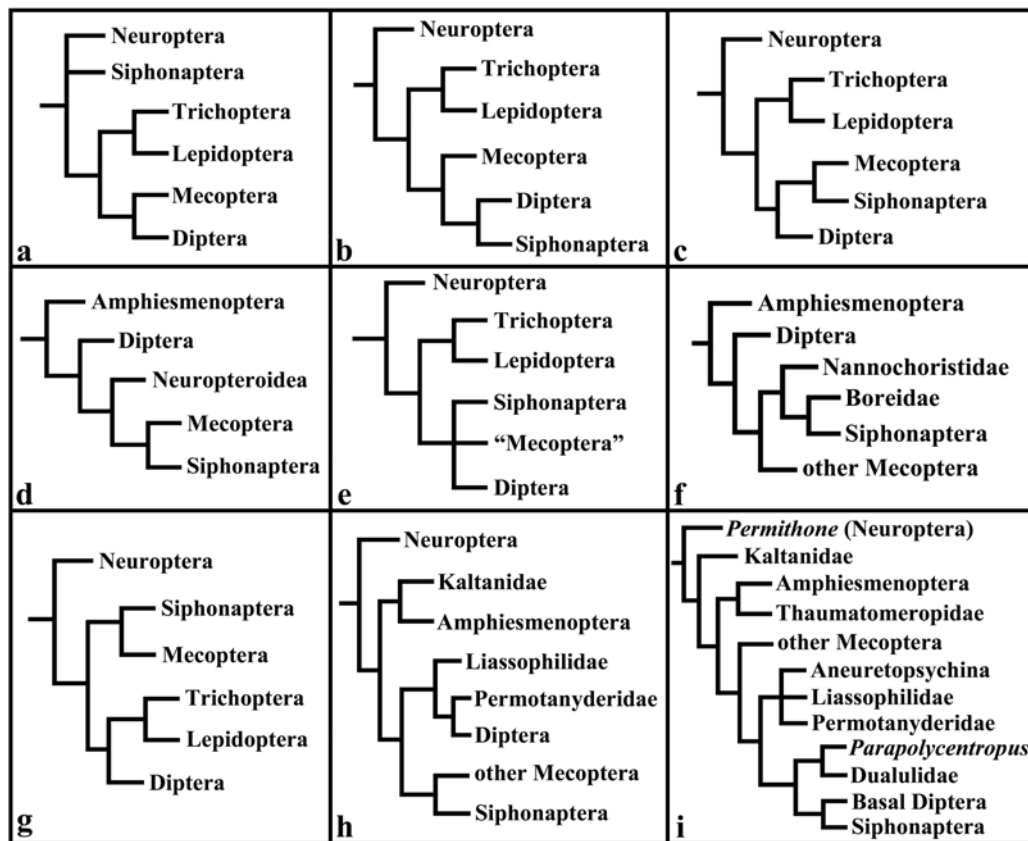 Neuroptera
Siphonaptera
Trichoptera
Lepidoptera
Mecoptera
Diptera
a
Neuroptera
Trichoptera
Lepidoptera
Mecoptera
Diptera
Siphonaptera
b
Neuroptera
Trichoptera
Lepidoptera
Mecoptera
Siphonaptera
Diptera
c
Amphiesmenoptera
Diptera
Neuropteroidea
Mecoptera
Siphonaptera
d
Neuroptera
Trichoptera
Lepidoptera
Siphonaptera
“Mecoptera”
Diptera
e
Amphiesmenoptera
Diptera
Nannochoristidae
Boreidae
Siphonaptera
other Mecoptera
f
Neuroptera
Siphonaptera
Mecoptera
Trichoptera
Lepidoptera
Diptera
g
Neuroptera
Kaltanidae
Amphiesmenoptera
Liassophilidae
Permotanyderidae
Diptera
other Mecoptera
Siphonaptera
h
Permithone (Neuroptera)
Kaltanidae
Amphiesmenoptera
Thaumatomeropidae
other Mecoptera
Aneuretopsychina
Liassophilidae
Permotanyderidae
Parapolycentropus
Dualulidae
Basal Diptera
Siphonaptera
i